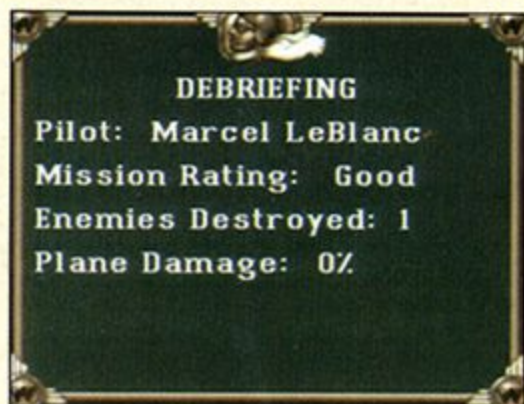 DEBRIEFING
Pilot: Marcel LeBlanc
Mission Rating: Good
Enemies Destroyed: 1
Plane Damage: 0%